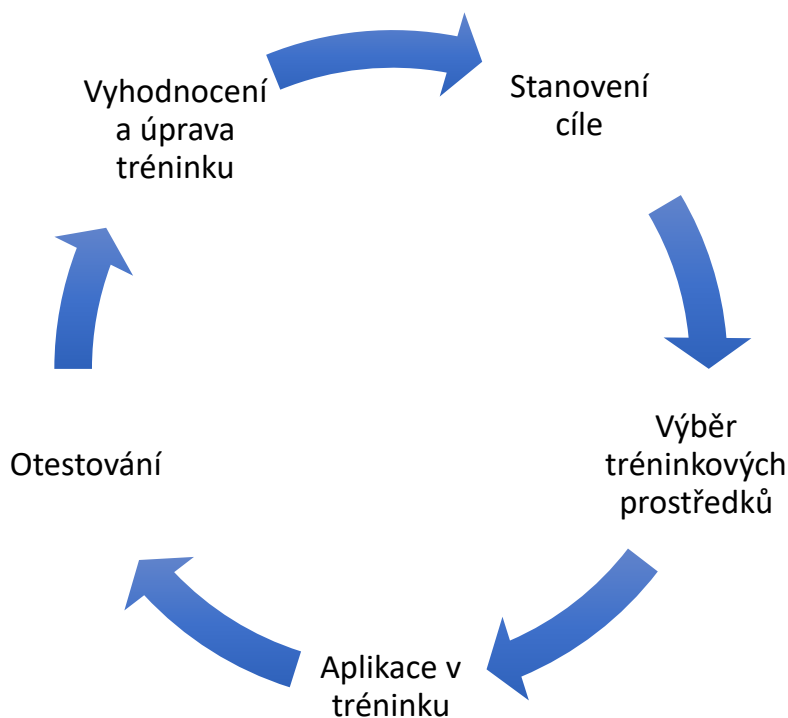 Vyhodnocení
a úprava
tréninku
Stanovení
cíle
Výběr
tréninkových
prostředků
Aplikace v
tréninku
Otestování